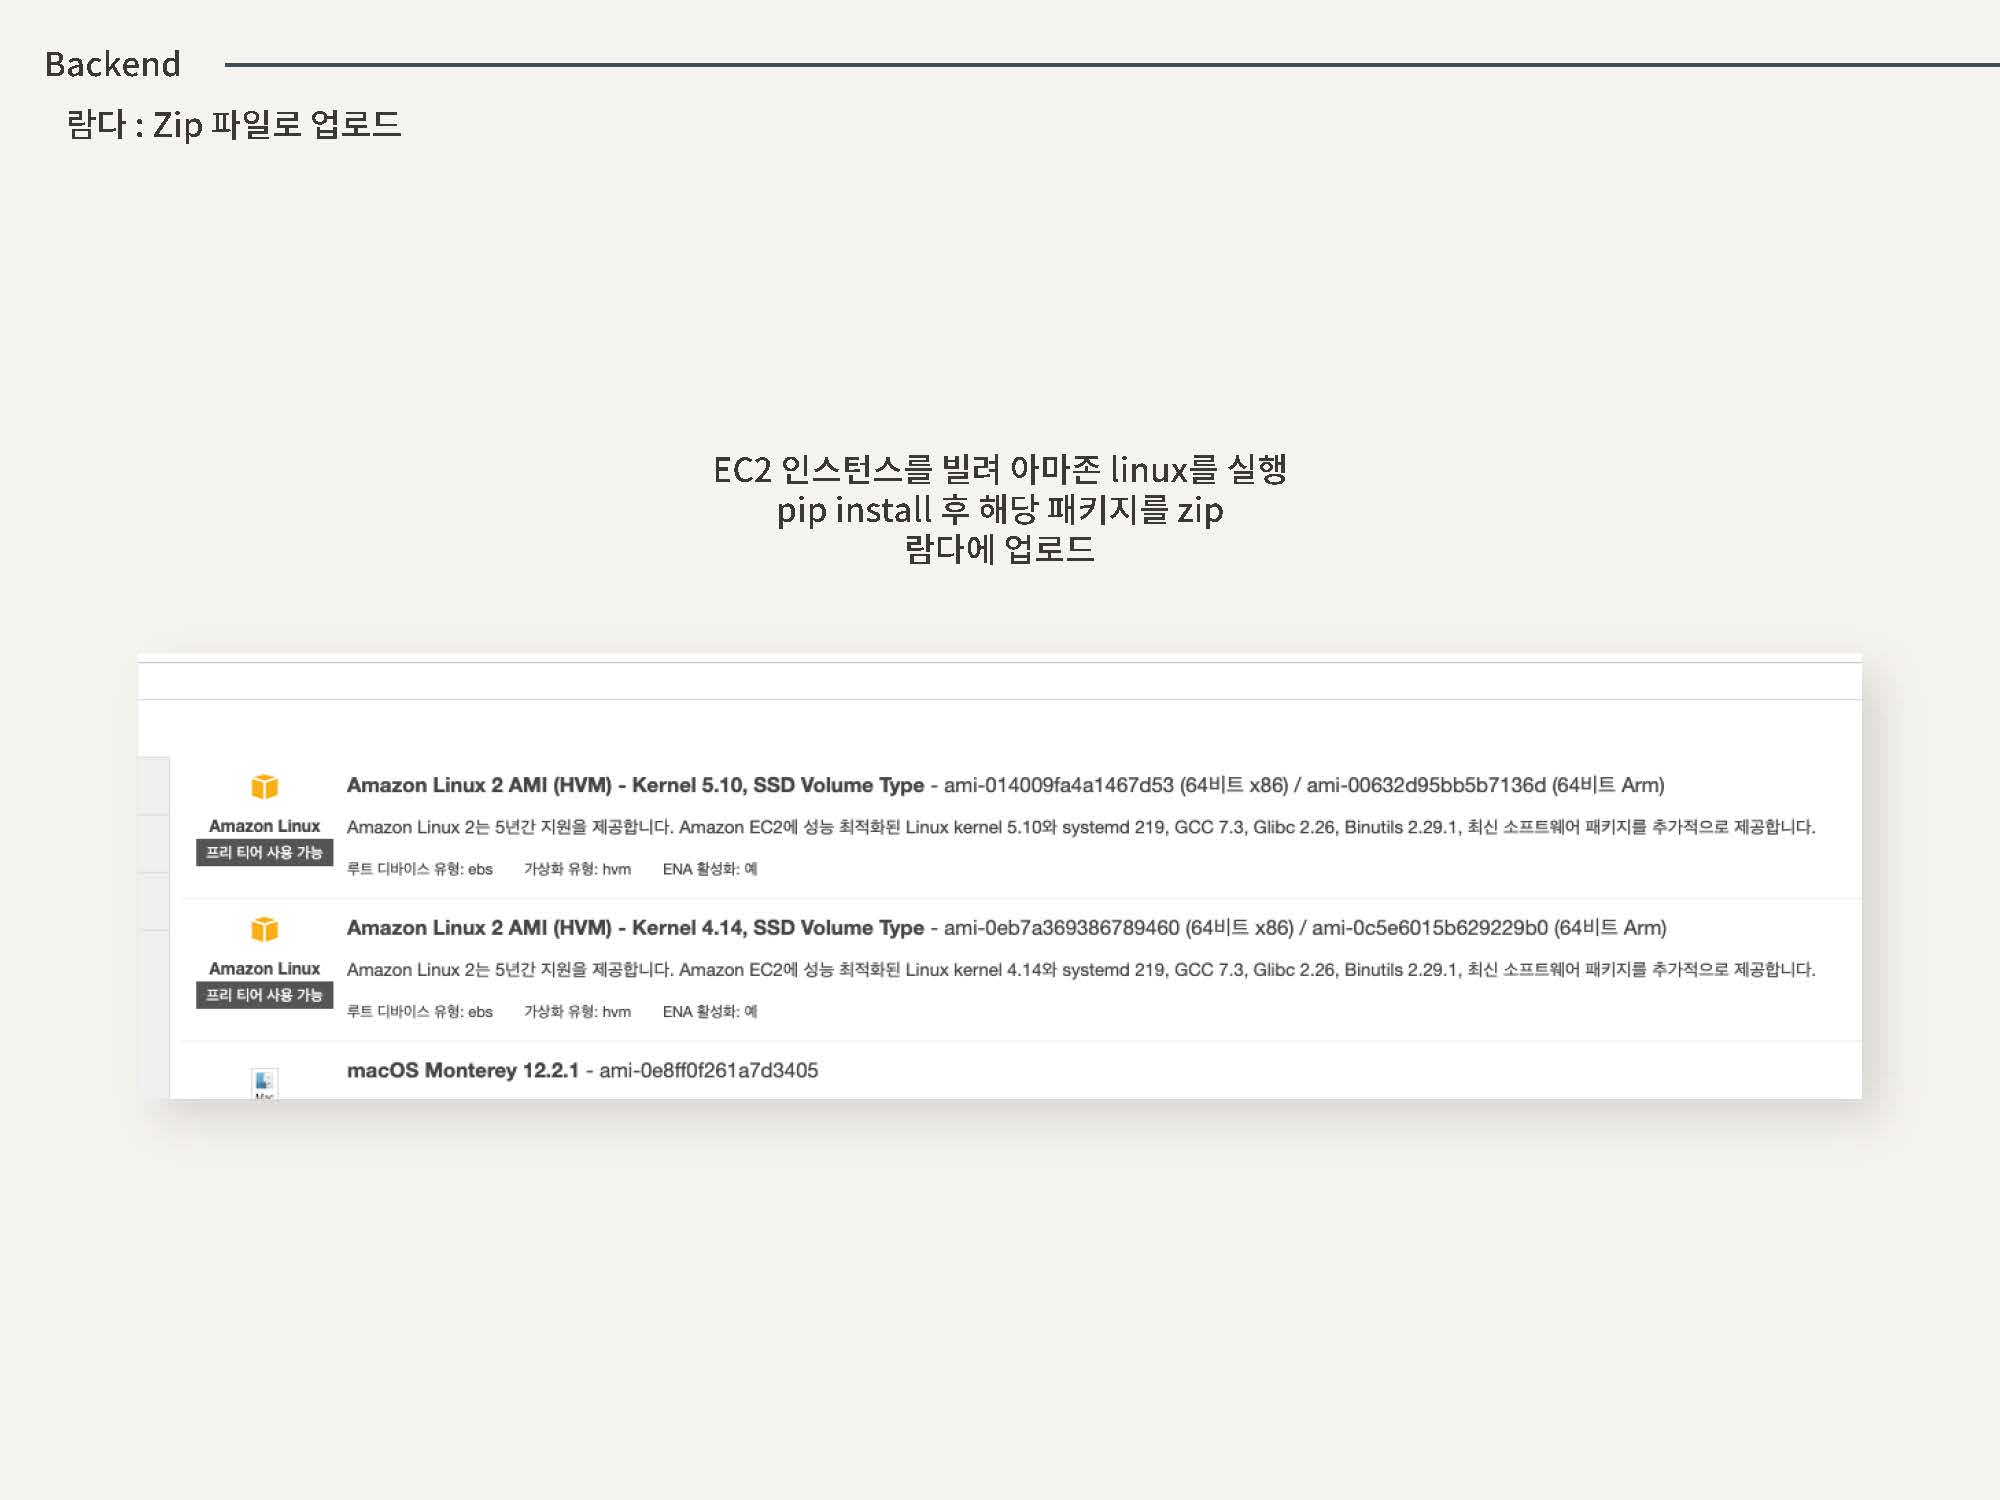 Backend
람다 : Zip 파일로 업로드
EC2 인스턴스를 빌려 아마존 linux를 실행
pip install 후 해당 패키지를 zip
람다에 업로드
Amazon Linux 2 AMI (HVM) - Kernel 5.10, SSD Volume Type - ami-014009fa4a1467d53 (64비트 x86) / ami-00632d95bb5b7136d (64비트 Arm)
Amazon Linux
프리 티어 사용 가능
Amazon Linux 2는 5년간 지원을 제공합니다. Amazon EC2에 성능 최적화된 Linux kernel 5.10와 systemd 219, GCC 7.3, Glibc 2.26, Binutils 2.29.1, 최신 소프트웨어 패키지를 추가적으로 제공합니다.
루트 디바이스 유형: ebs 가상화 유형: hvm ENA 활성화: 예
Amazon Linux 2 AMI (HVM) - Kernel 4.14, SSD Volume Type - ami-0eb7a369386789460 (64비트 x86) / ami-0c5e6015b629229b0 (64비트 Arm)
Amazon Linux
프리 티어 사용 가능
Amazon Linux 2는 5년간 지원을 제공합니다. Amazon EC2에 성능 최적화된 Linux kernel 4.14와 systemd 219, GCC 7.3, Glibc 2.26, Binutils 2.29.1, 최신 소프트웨어 패키지를 추가적으로 제공합니다.
루트 디바이스 유형: ebs 가상화 유형: hvm ENA 활성화: 예
macOS Monterey 12.2.1 - ami-0e8ff0f261a7d3405
Mac